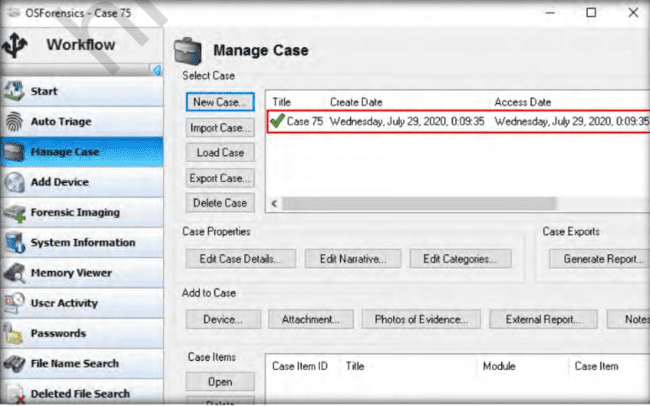 OSForensics - Case 75
Workflow
Start
Auto Triage
Manage Case
Add Device
Forensic Imaging
System Information
Memory Viewer
User Activity
Passwords
File Name Search
Deleted File Search
Manage Case
Select Case
New Case...
Import Case...
Load Case
Export Case...
Delete Case
Title Create Date Access Date
Case 75 Wednesday, July 29, 2020, 0:09:35 Wednesday, July 29, 2020, 0:09:35
Case Properties
Edit Case Details...
Edit Narrative...
Edit Categories...
Case Exports
Generate Report...
Add to Case
Device...
Attachment...
Photos of Evidence...
External Report...
Notes
Case Items
Open
Delete
Case Item ID Title Module Case Item